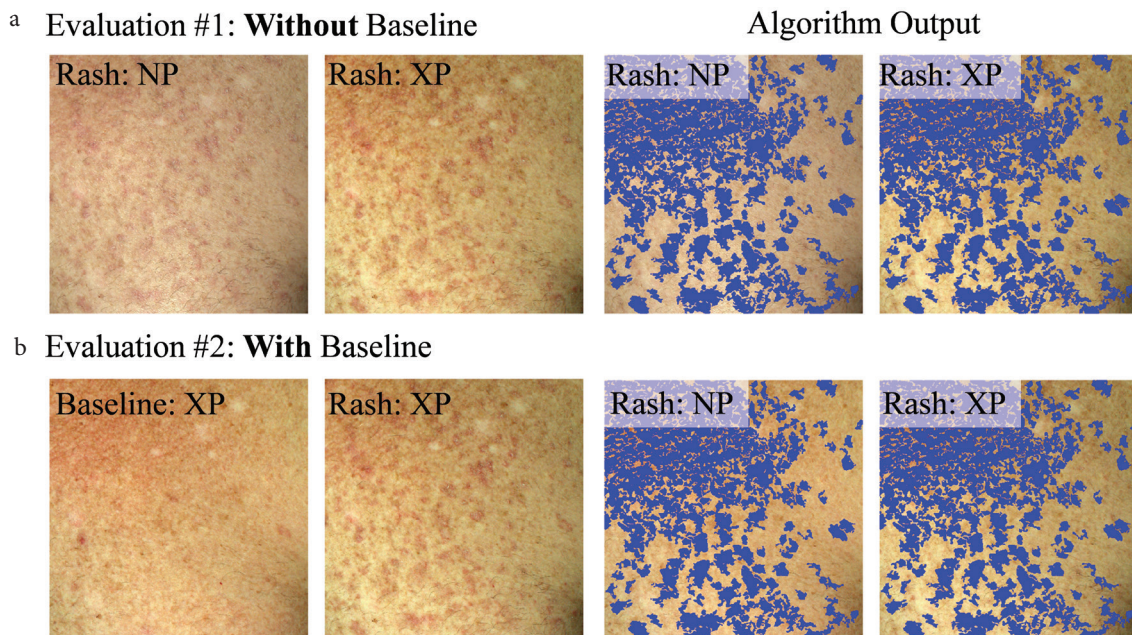 a Evaluation #1: Without Baseline
Algorithm Output
Rash: NP
Rash: XP
Rash: NP
Rash: XP
b Evaluation #2: With Baseline
Baseline: XP
Rash: XP
Rash: NP
Rash: XP